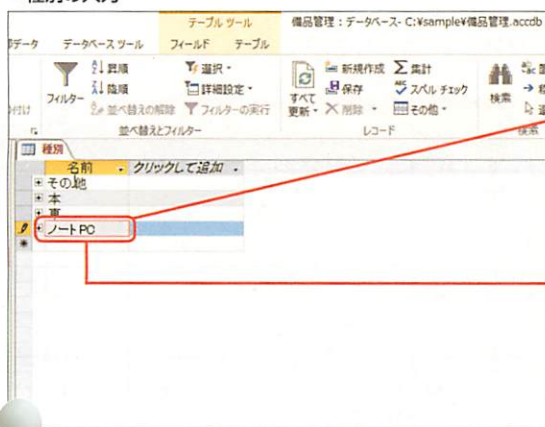 テーブル ツール 備品管理 : データベース- C:¥sample¥備品管理.accdb
データ データベース ツール フィールド テーブル
フィルター 昇順 選択 新規作成 集計
降順 詳細設定 すべて更新 保存 スペル チェック 検索
並べ替えの解除 フィルターの実行 削除 その他
並べ替えとフィルター レコード 検索
種別
名前 クリックして追加
その他
本
車
ノートPC